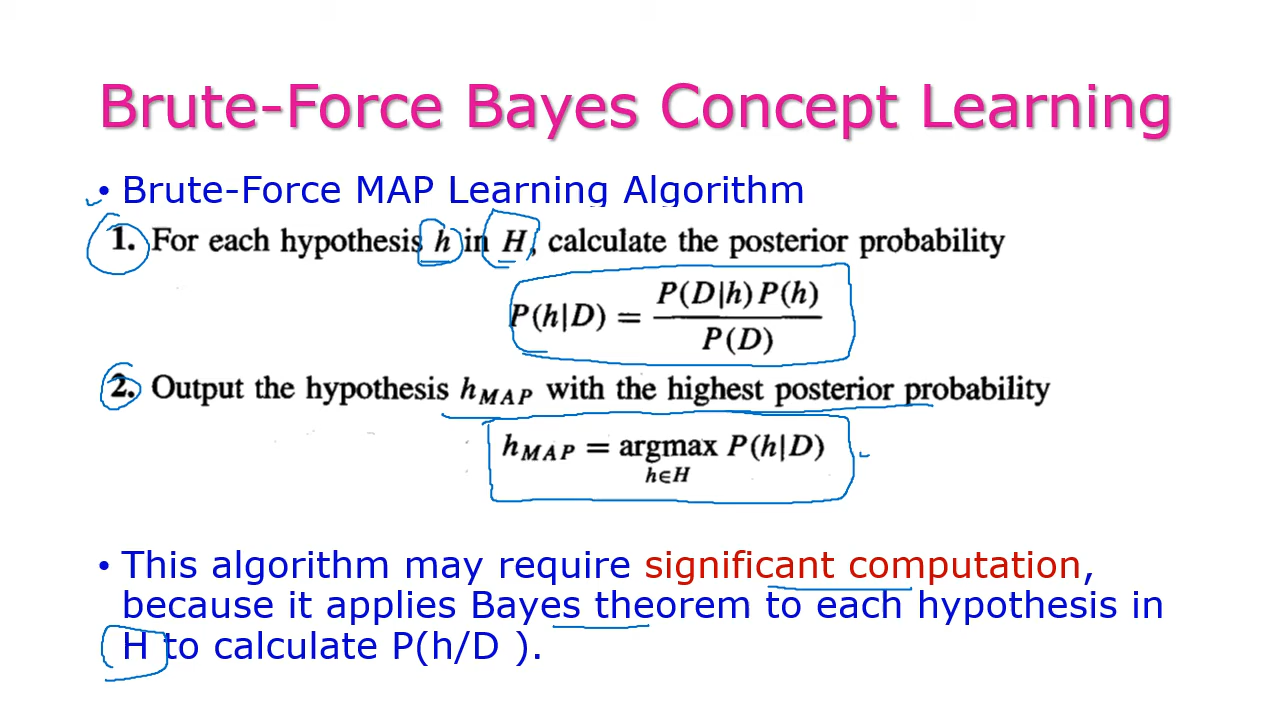 Brute-Force Bayes Concept Learning
• Brute-Force MAP Learning Algorithm
1. For each hypothesis h in H, calculate the posterior probability
P(h|D) = P(D|h) P(h) / P(D)
2. Output the hypothesis hMAP with the highest posterior probability
hMAP = argmax P(h|D)
h∈H
• This algorithm may require significant computation,
because it applies Bayes theorem to each hypothesis in
H to calculate P(h/D ).